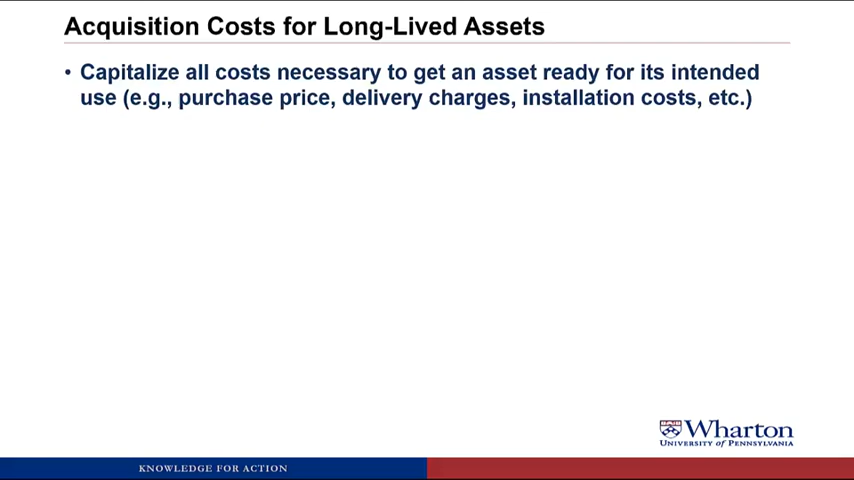 Acquisition Costs for Long-Lived Assets
• Capitalize all costs necessary to get an asset ready for its intended
use (e.g., purchase price, delivery charges, installation costs, etc.)
Wharton
UNIVERSITY of PENNSYLVANIA
KNOWLEDGE FOR ACTION